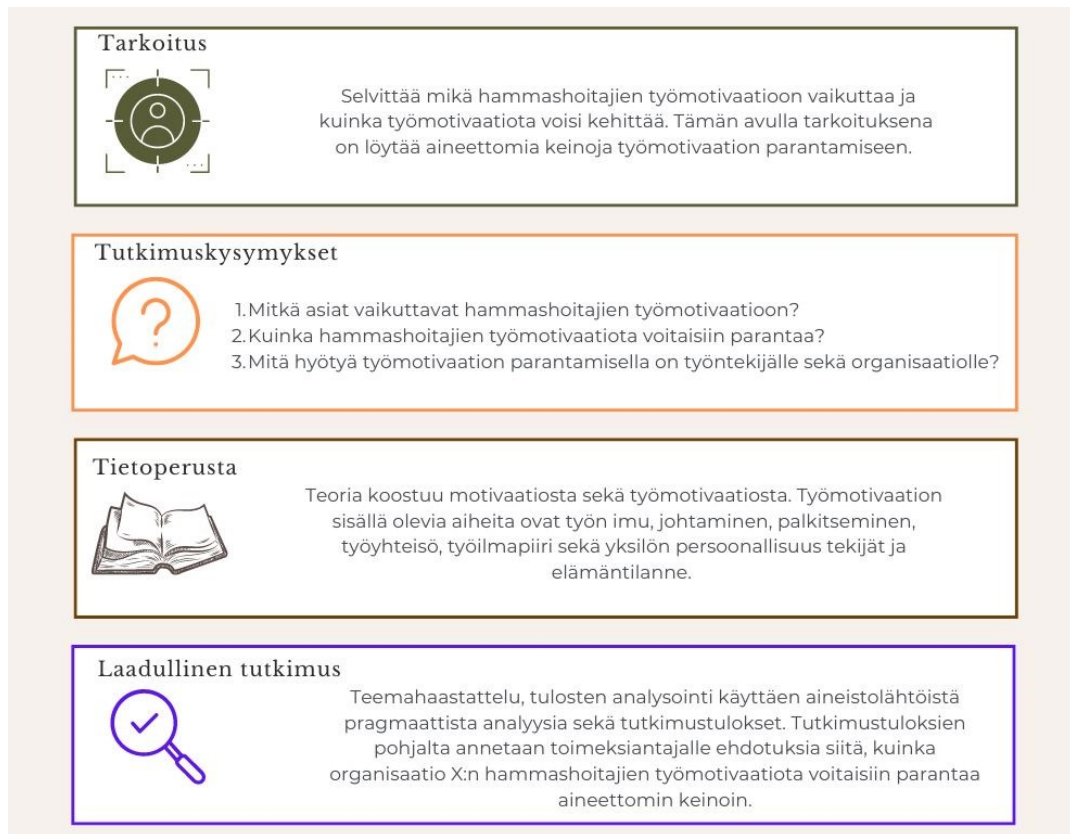 Tarkoitus
Selvittää mikä hammashoitajien työmotivaatioon vaikuttaa ja
kuinka työmotivaatiota voisi kehittää. Tämän avulla tarkoituksena
on löytää aineettomia keinoja työmotivaation parantamiseen.
Tutkimuskysymykset
1.Mitkä asiat vaikuttavat hammashoitajien työmotivaatioon?
2.Kuinka hammashoitajien työmotivaatiota voitaisiin parantaa?
3.Mitä hyötyä työmotivaation parantamisella on työntekijälle sekä organisaatiolle?
Tietoperusta
Teoria koostuu motivaatiosta sekä työmotivaatiosta. Työmotivaation
sisällä olevia aiheita ovat työn imu, johtaminen, palkitseminen,
työyhteisö, työilmapiiri sekä yksilön persoonallisuus tekijät ja
elämäntilanne.
Laadullinen tutkimus
Teemahaastattelu, tulosten analysointi käyttäen aineistolähtöistä
pragmaattista analyysia sekä tutkimustulokset. Tutkimustuloksien
pohjalta annetaan toimeksiantajalle ehdotuksia siitä, kuinka
organisaatio X:n hammashoitajien työmotivaatiota voitaisiin parantaa
aineettomin keinoin.